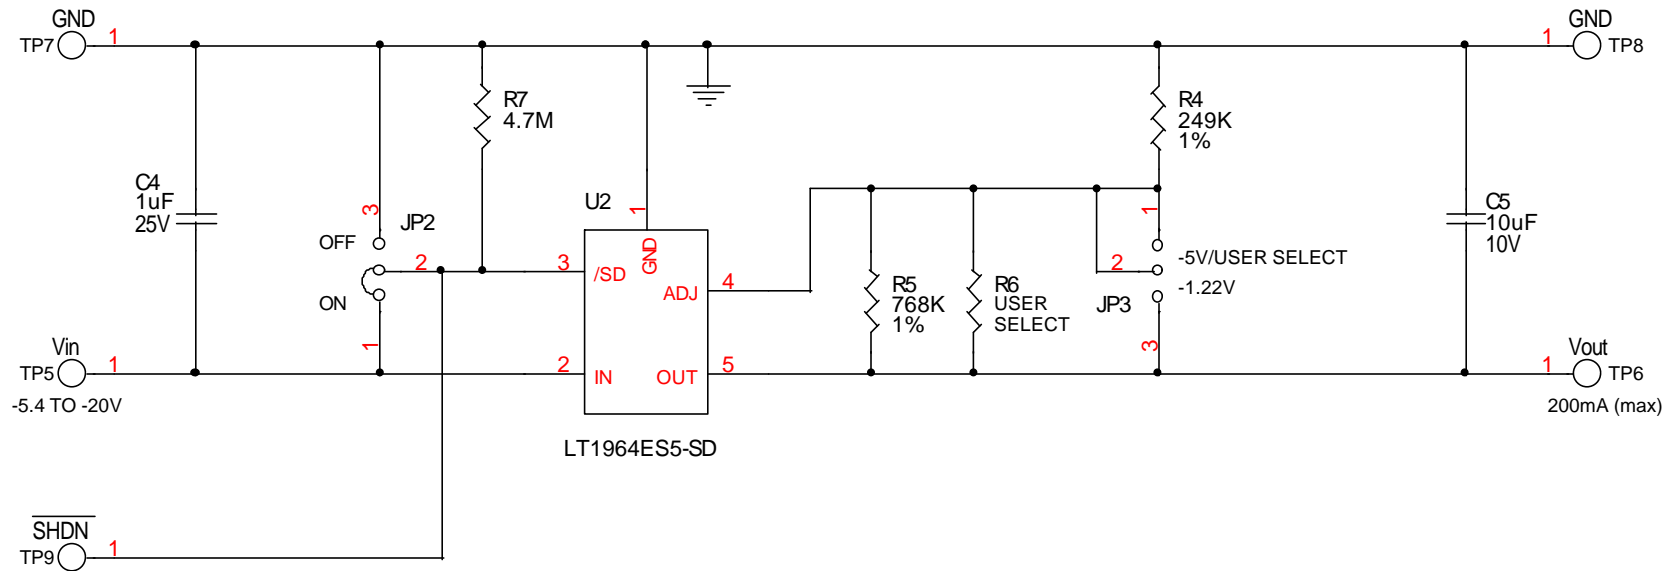 GND
TP7
1
C4
1uF
25V
3
JP2
OFF
2
ON
1
Vin
TP5
1
-5.4 TO -20V
SHDN
TP9
1
R7
4.7M
U2
1
GND
3
/SD
ADJ
4
2
IN
OUT
5
LT1964ES5-SD
R5
768K
1%
R6
USER
SELECT
R4
249K
1%
1
-5V/USER SELECT
2
-1.22V
JP3
3
C5
10uF
10V
GND
1
TP8
Vout
1
TP6
200mA (max)